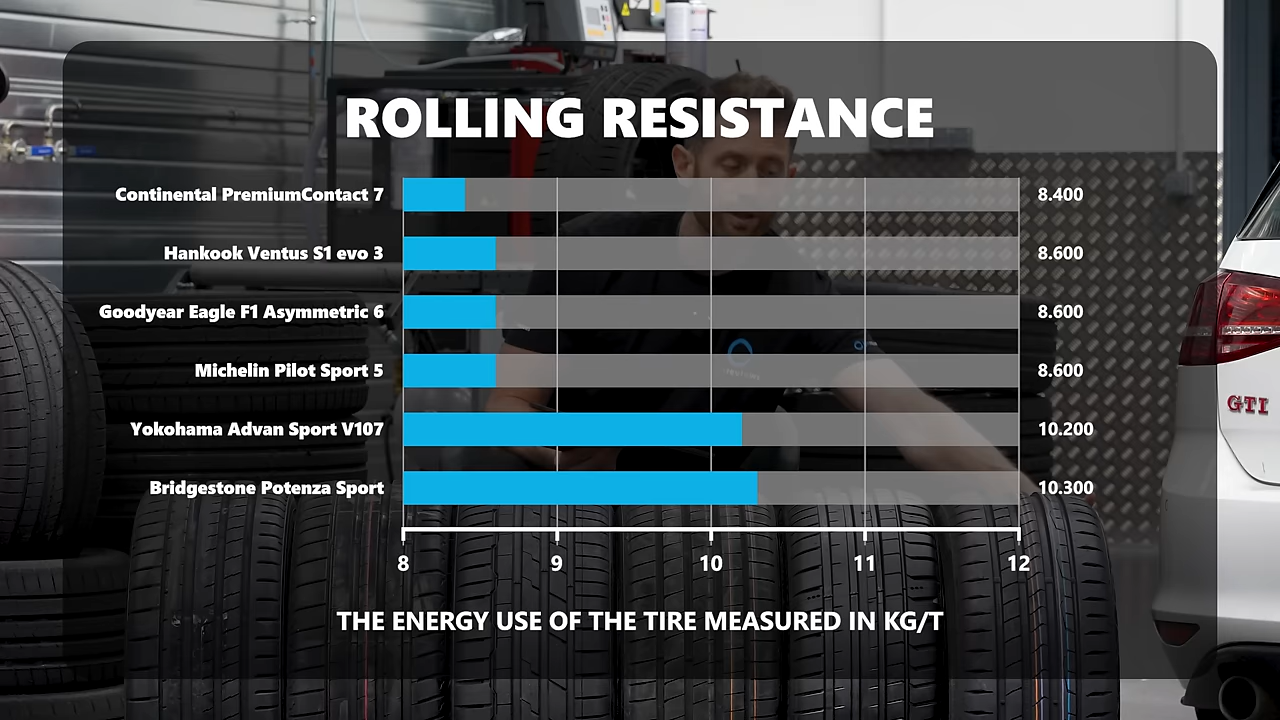 ROLLING RESISTANCE
Continental PremiumContact 7 8.400
Hankook Ventus S1 evo 3 8.600
Goodyear Eagle F1 Asymmetric 6 8.600
Michelin Pilot Sport 5 8.600
Yokohama Advan Sport V107 10.200
Bridgestone Potenza Sport 10.300
8 9 10 11 12
THE ENERGY USE OF THE TIRE MEASURED IN KG/T
GTI